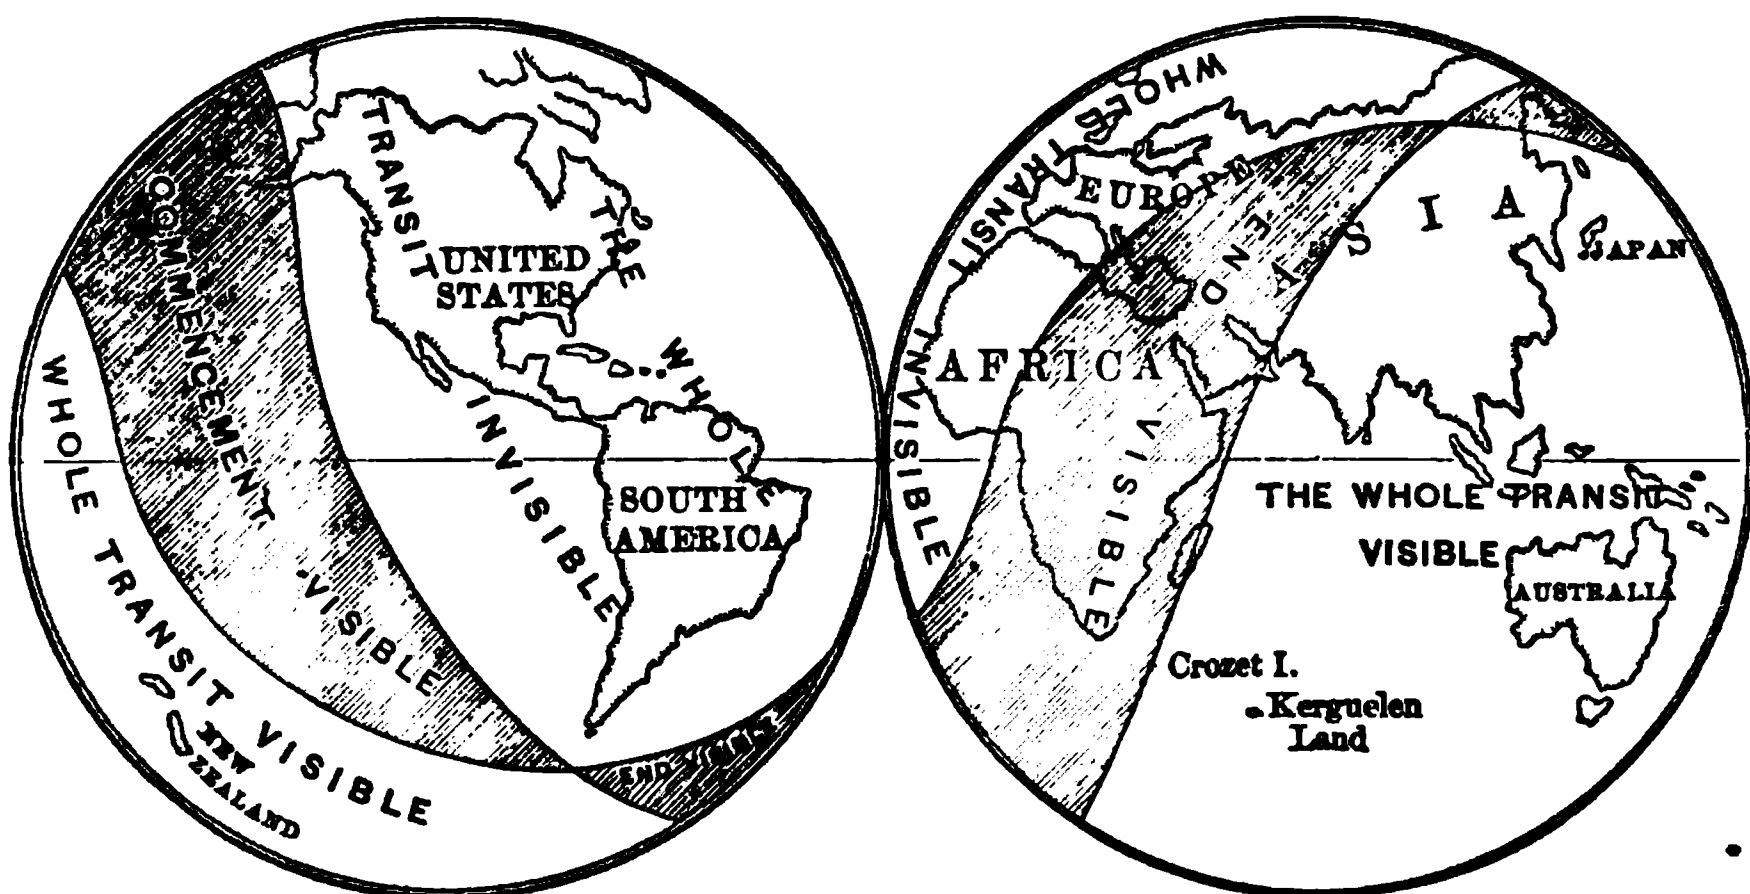 COMMENCEMENT
VISIBLE
TRANSIT
INVISIBLE
THE
WHOLE
UNITED
STATES
SOUTH
AMERICA
WHOLE TRANSIT VISIBLE
NEW
ZEALAND
END VISIBLE
WHOLE
TRANSIT
INVISIBLE
EUROPE
ASIA
JAPAN
AFRICA
END
VISIBLE
THE WHOLE TRANSIT
VISIBLE
AUSTRALIA
Crozet I.
Kerguelen
Land